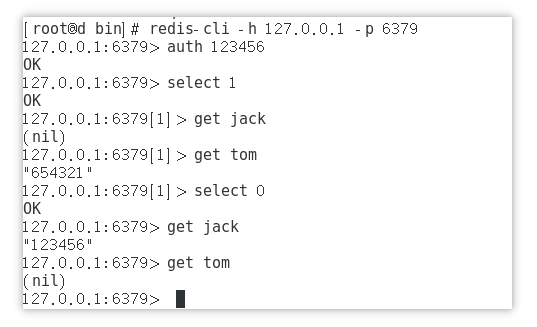 [root@d bin]# redis-cli -h 127.0.0.1 -p 6379
127.0.0.1:6379> auth 123456
OK
127.0.0.1:6379> select 1
OK
127.0.0.1:6379[1]> get jack
(nil)
127.0.0.1:6379[1]> get tom
"654321"
127.0.0.1:6379[1]> select 0
OK
127.0.0.1:6379> get jack
"123456"
127.0.0.1:6379> get tom
(nil)
127.0.0.1:6379>